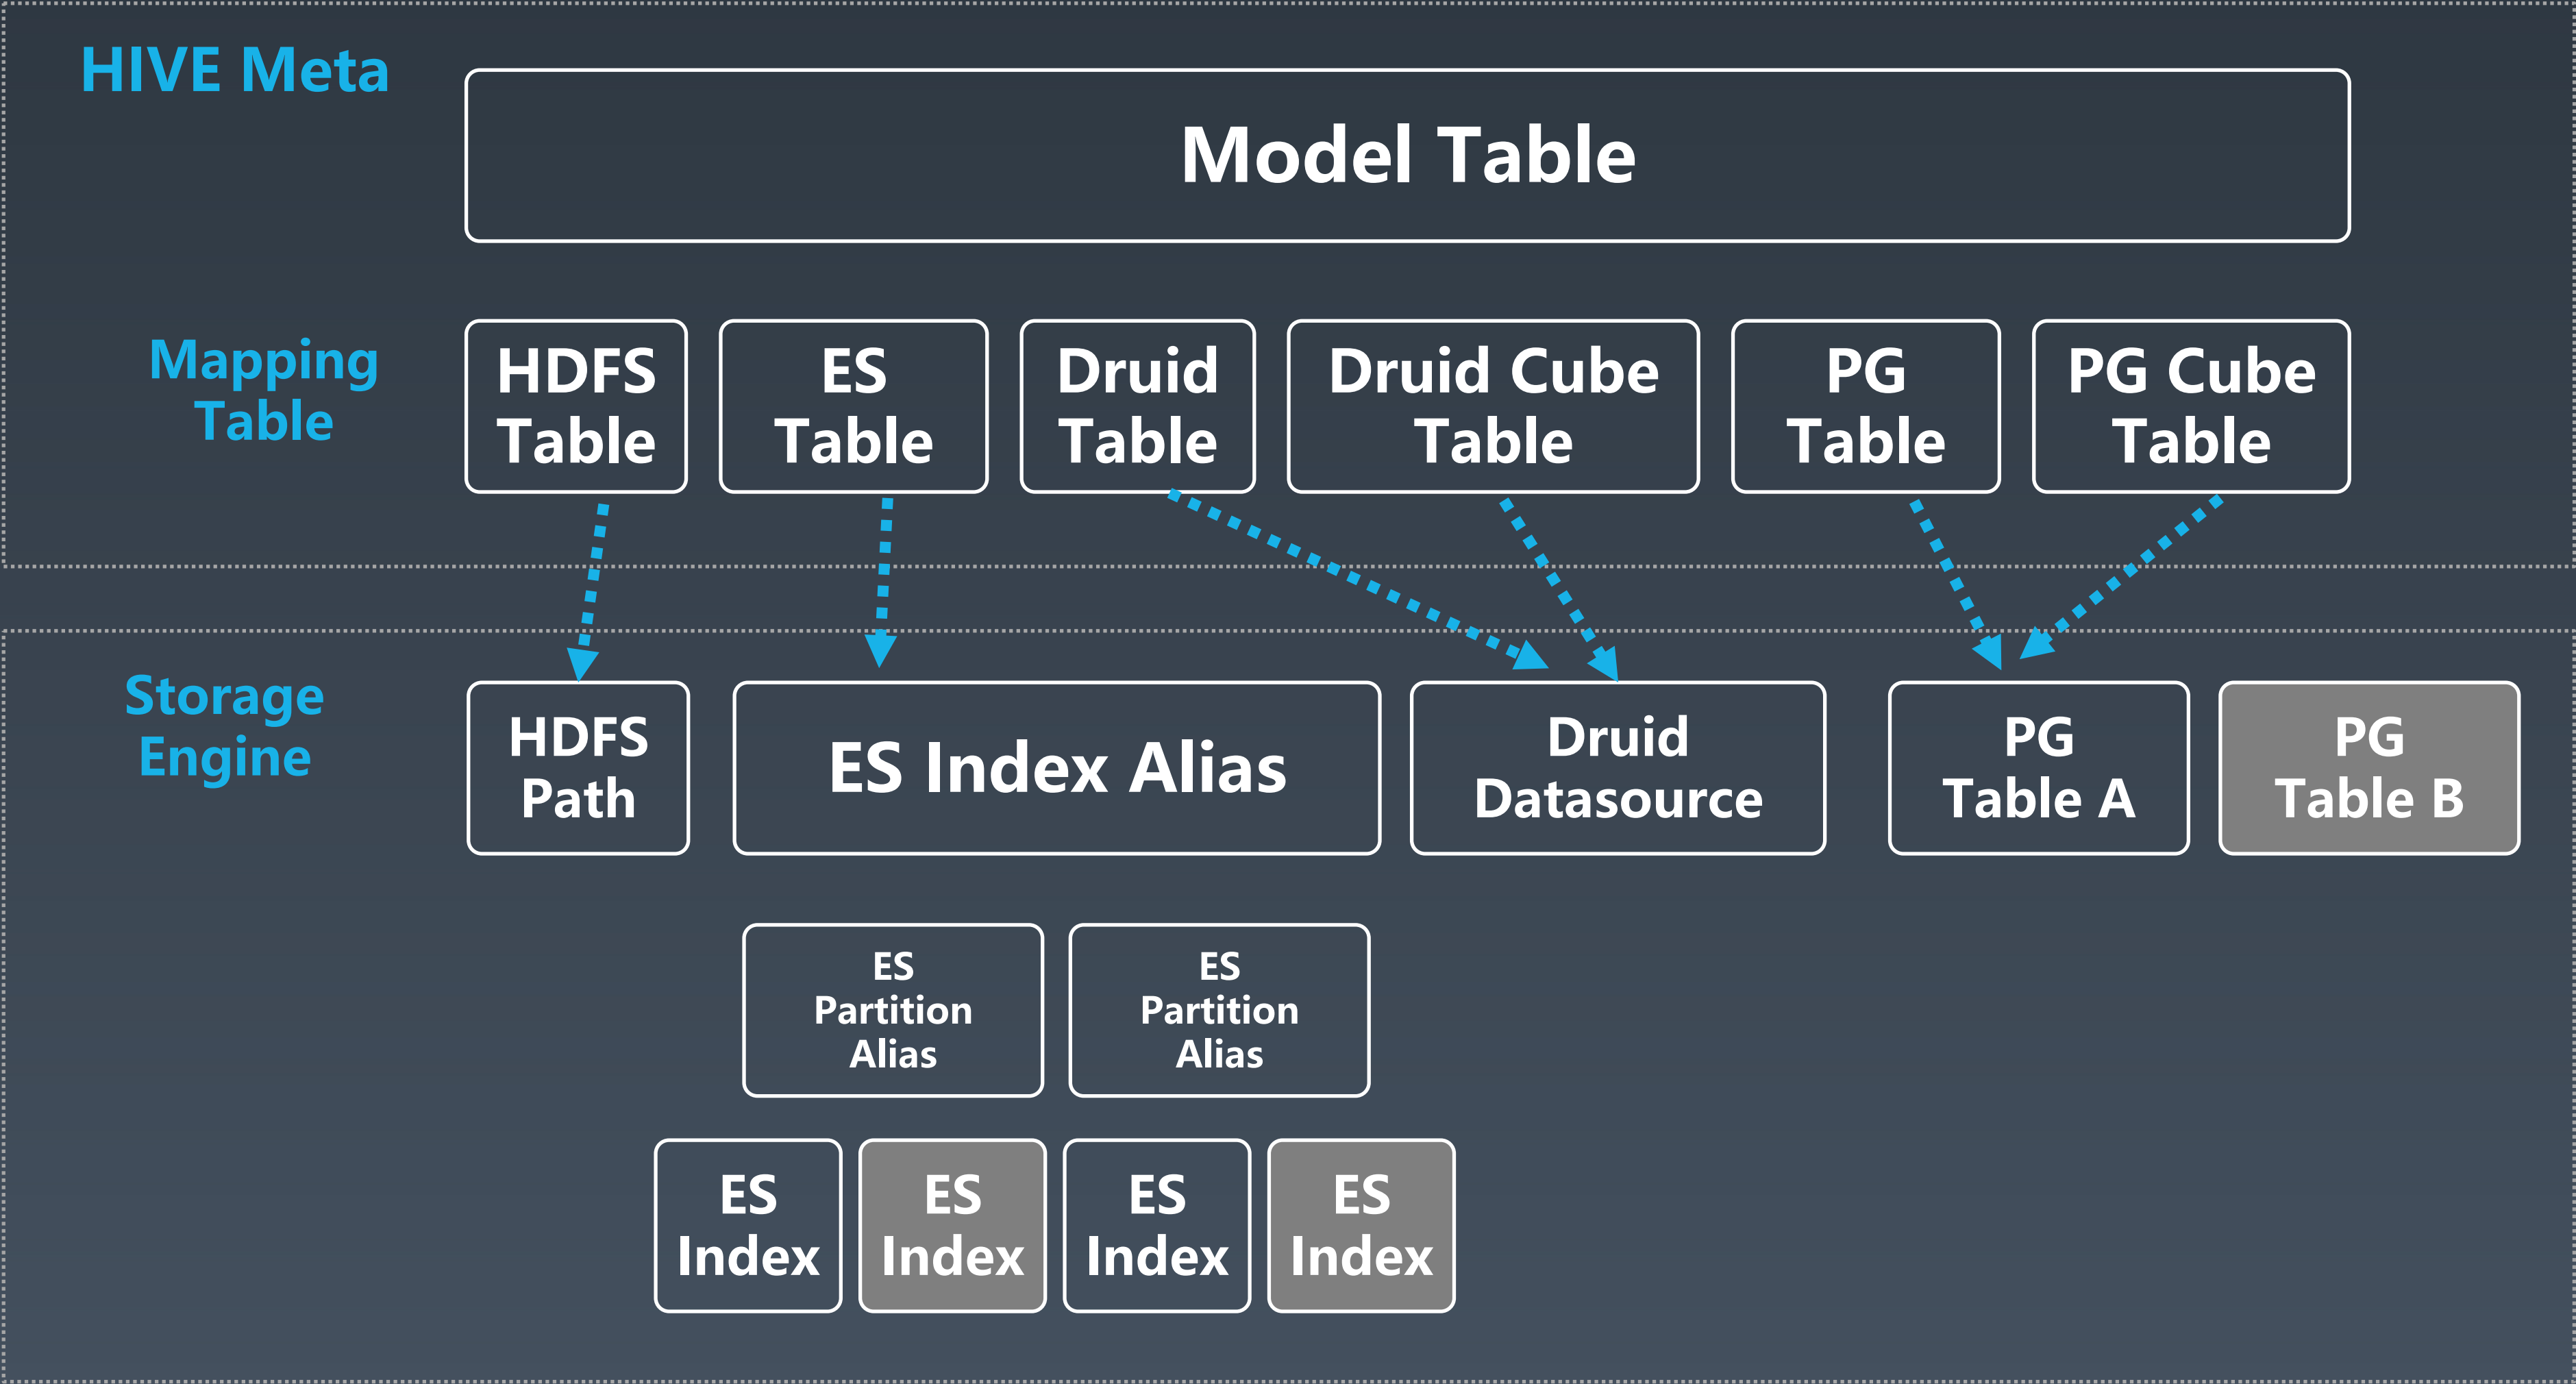 HIVE Meta
Model Table
Mapping
Table
HDFS
Table
ES
Table
Druid
Table
Druid Cube
Table
PG
Table
PG Cube
Table
Storage
Engine
HDFS
Path
ES Index Alias
Druid
Datasource
PG
Table A
PG
Table B
ES
Partition
Alias
ES
Partition
Alias
ES
Index
ES
Index
ES
Index
ES
Index